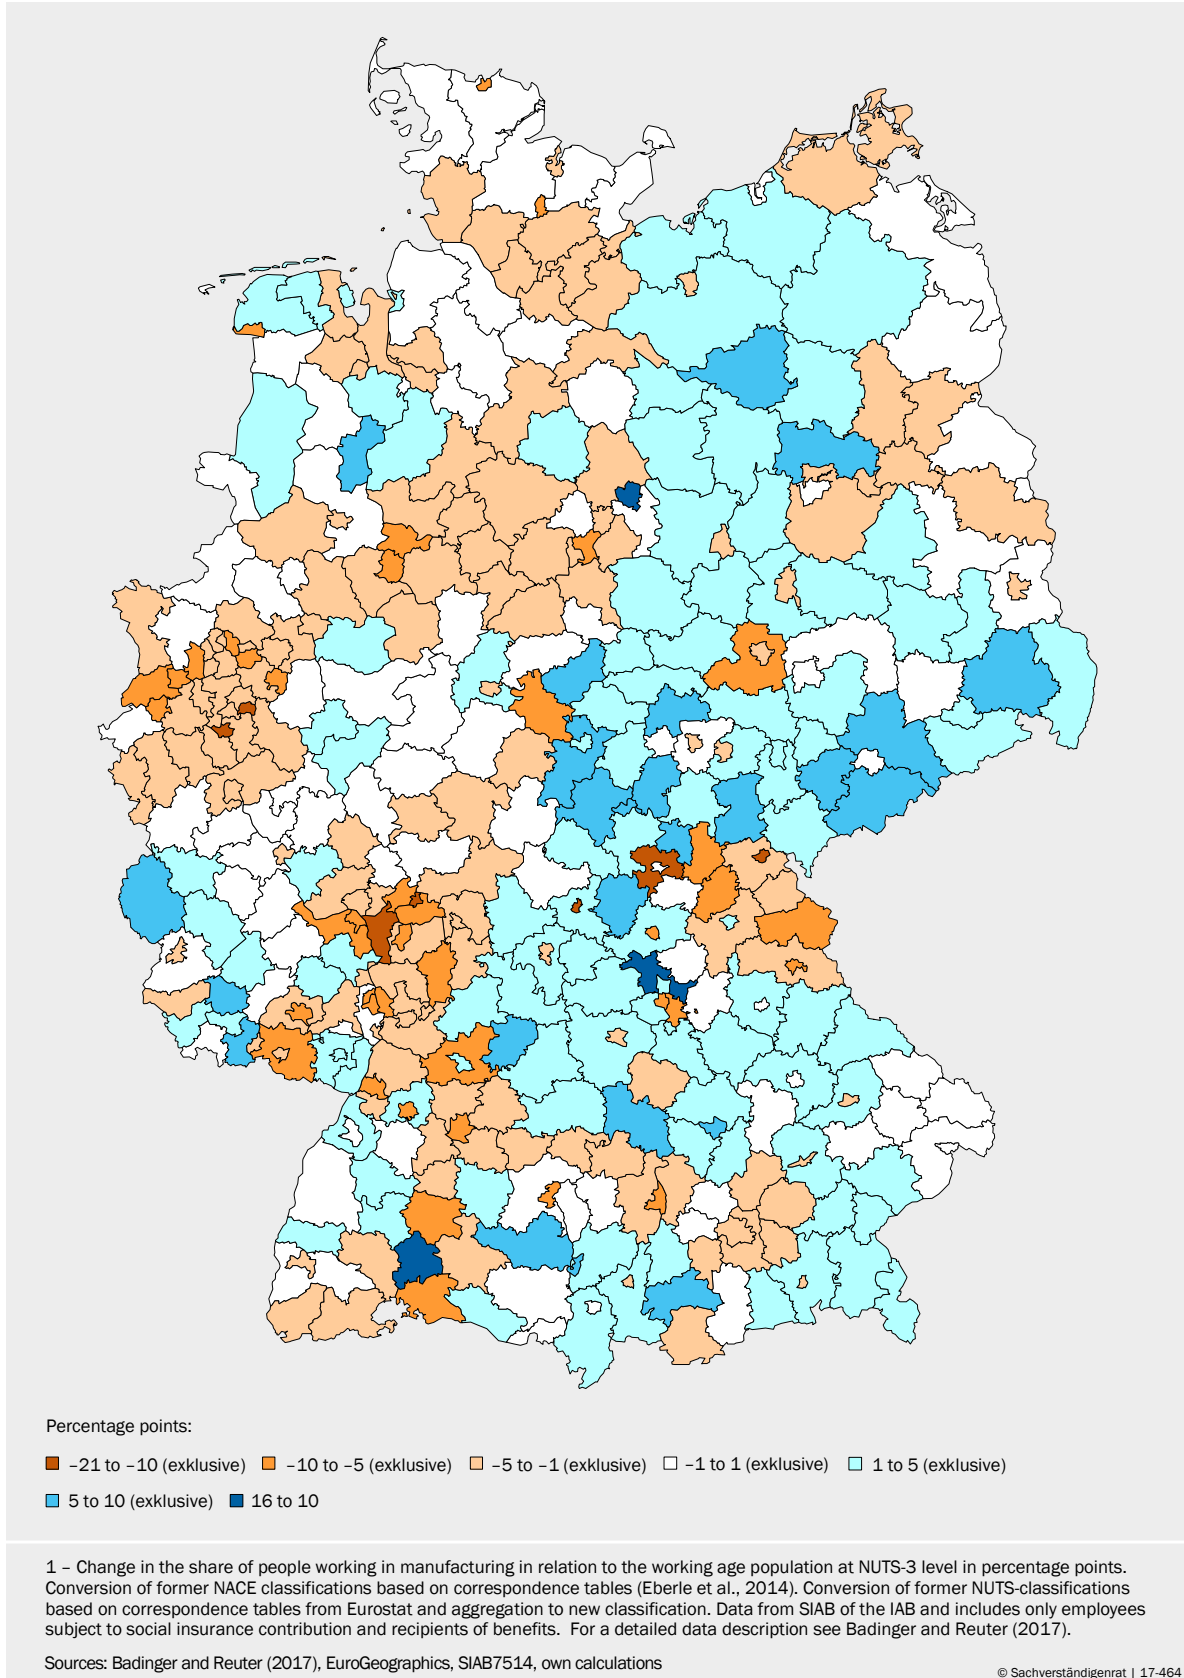 Percentage points:
–21 to –10 (exklusive) –10 to –5 (exklusive) –5 to –1 (exklusive) –1 to 1 (exklusive) 1 to 5 (exklusive)
5 to 10 (exklusive) 16 to 10
1 – Change in the share of people working in manufacturing in relation to the working age population at NUTS-3 level in percentage points.
Conversion of former NACE classifications based on correspondence tables (Eberle et al., 2014). Conversion of former NUTS-classifications
based on correspondence tables from Eurostat and aggregation to new classification. Data from SIAB of the IAB and includes only employees
subject to social insurance contribution and recipients of benefits. For a detailed data description see Badinger and Reuter (2017).
Sources: Badinger and Reuter (2017), EuroGeographics, SIAB7514, own calculations
© Sachverständigenrat | 17-464